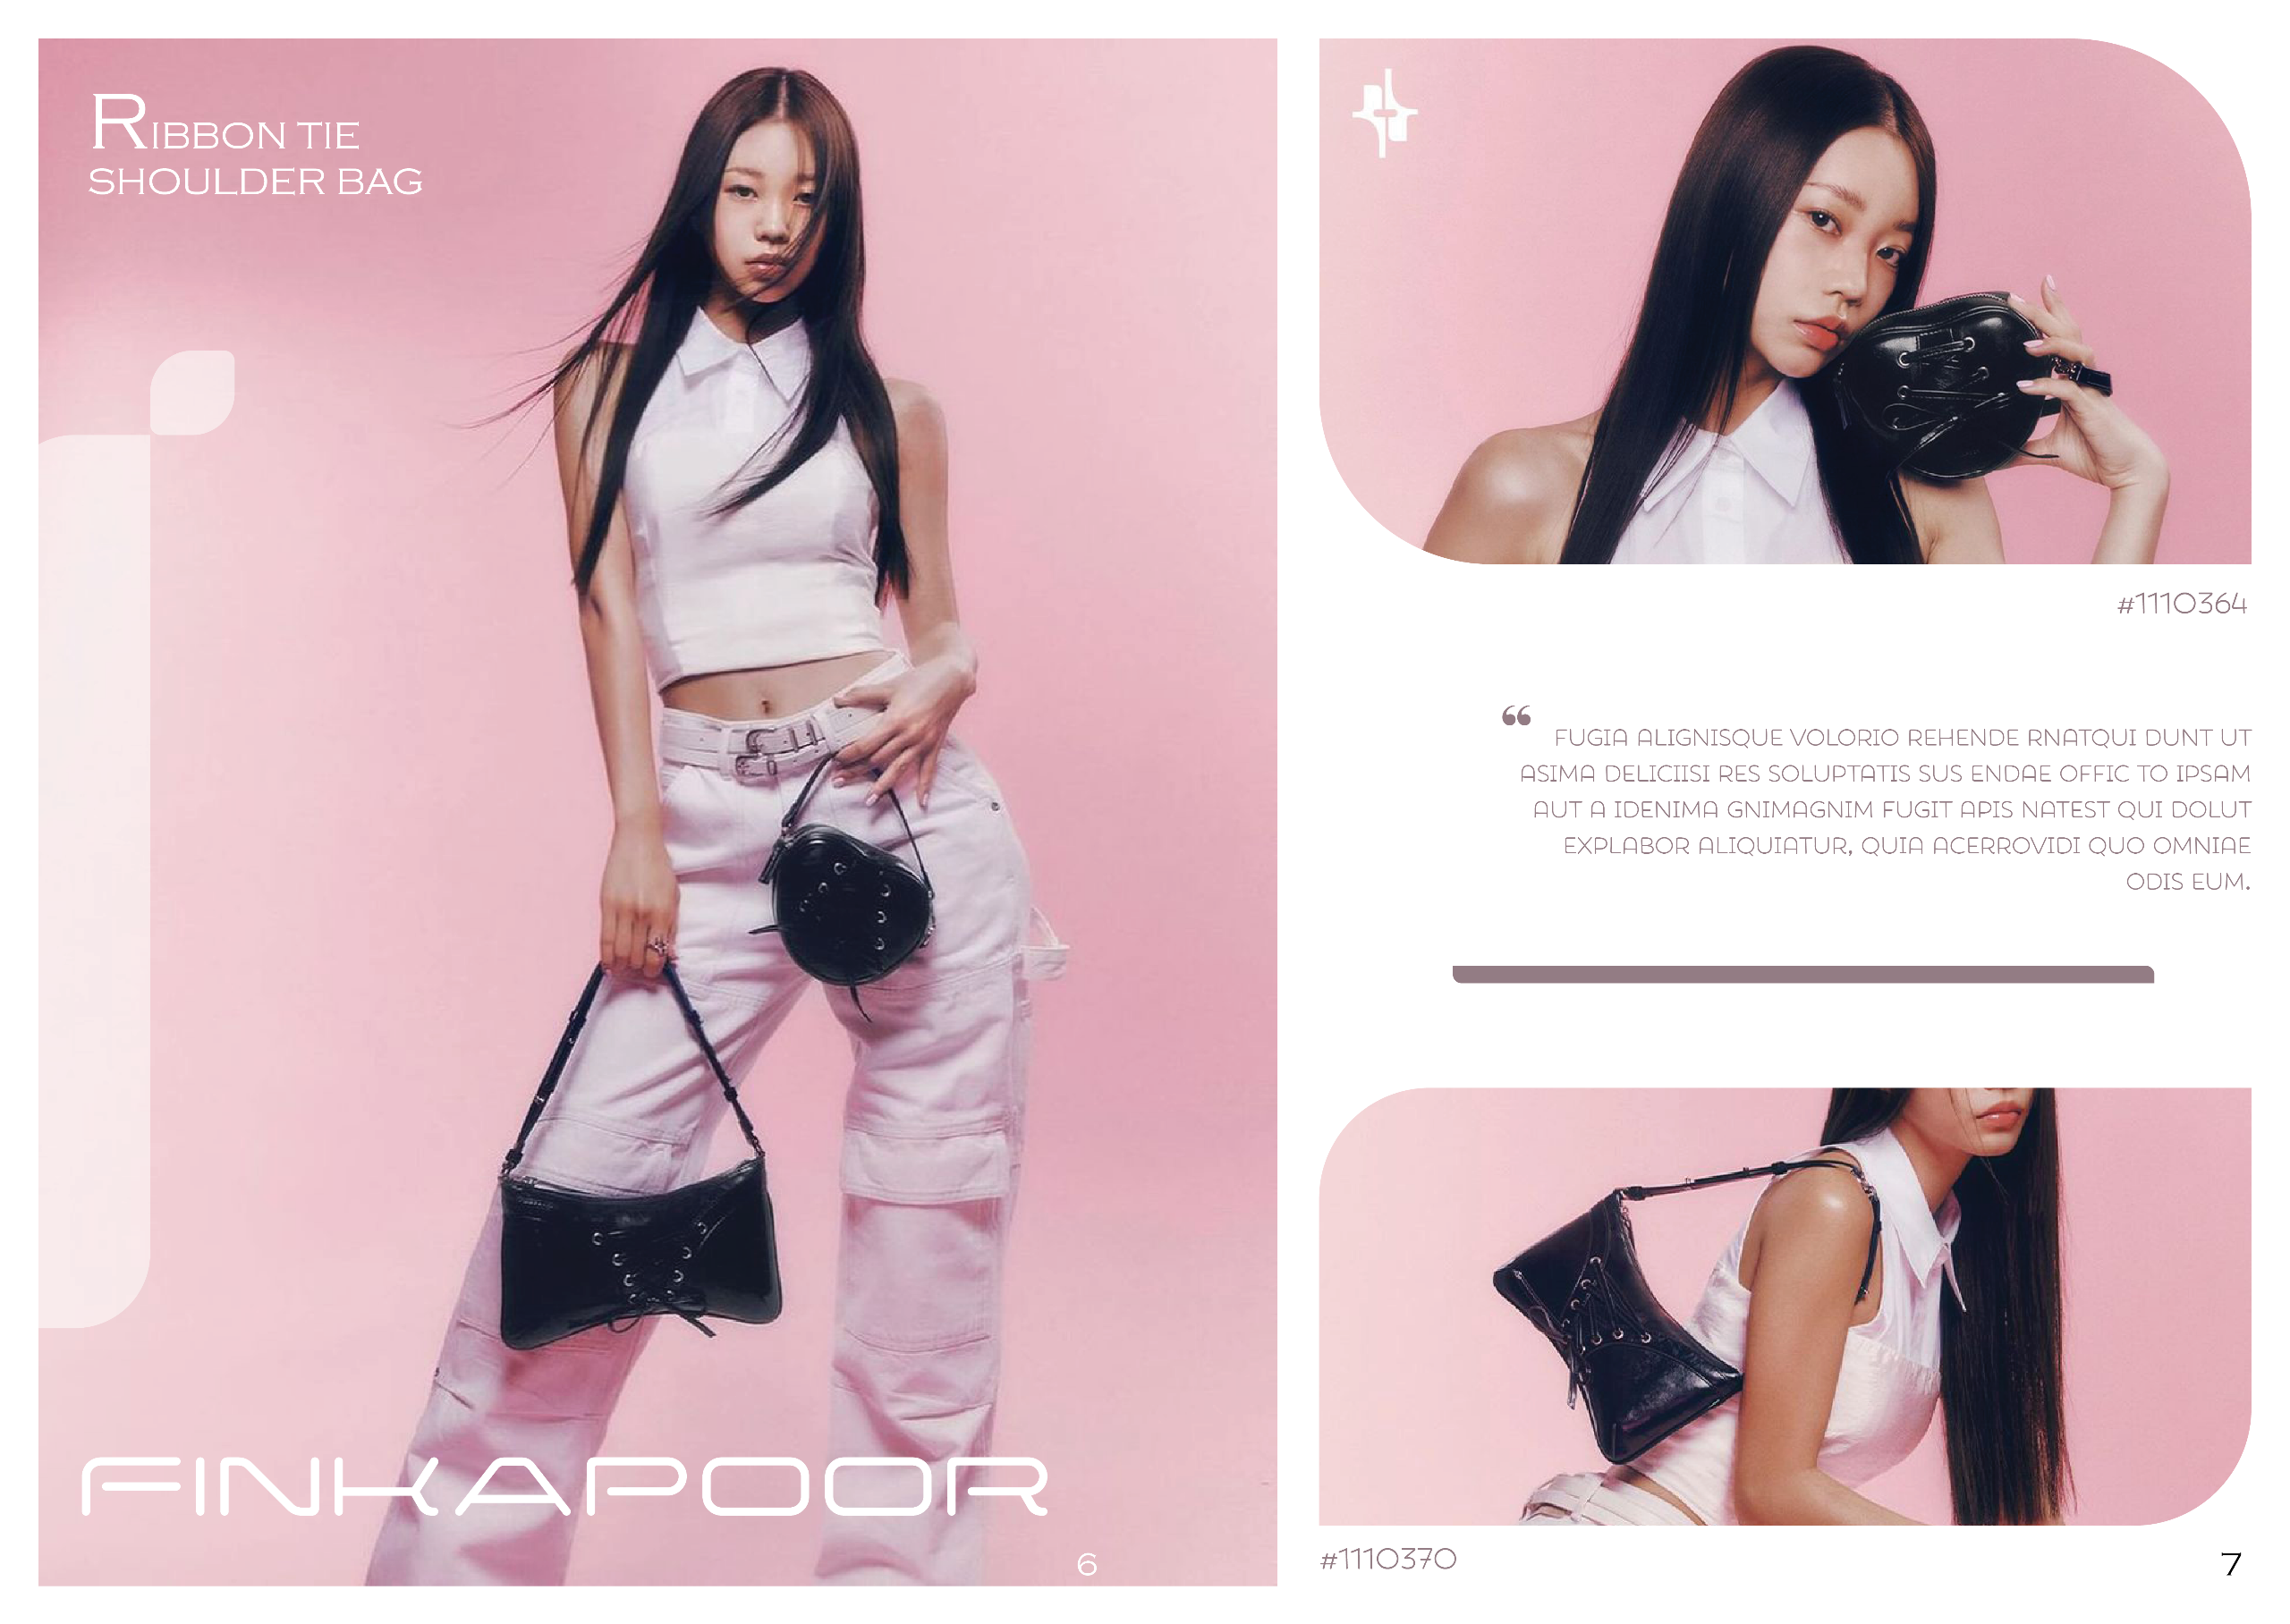 RIBBON TIE
SHOULDER BAG
FINKAPOOR
6
#1110364
“ FUGIA ALIGNISQUE VOLORIO REHENDE RNATQUI DUNT UT
ASIMA DELICIISI RES SOLUPTATIS SUS ENDAE OFFIC TO IPSAM
AUT A IDENIMA GNIMAGNIM FUGIT APIS NATEST QUI DOLUT
EXPLABOR ALIQUIATUR, QUIA ACERROVIDI QUO OMNIAE
ODIS EUM.
#1110370
7